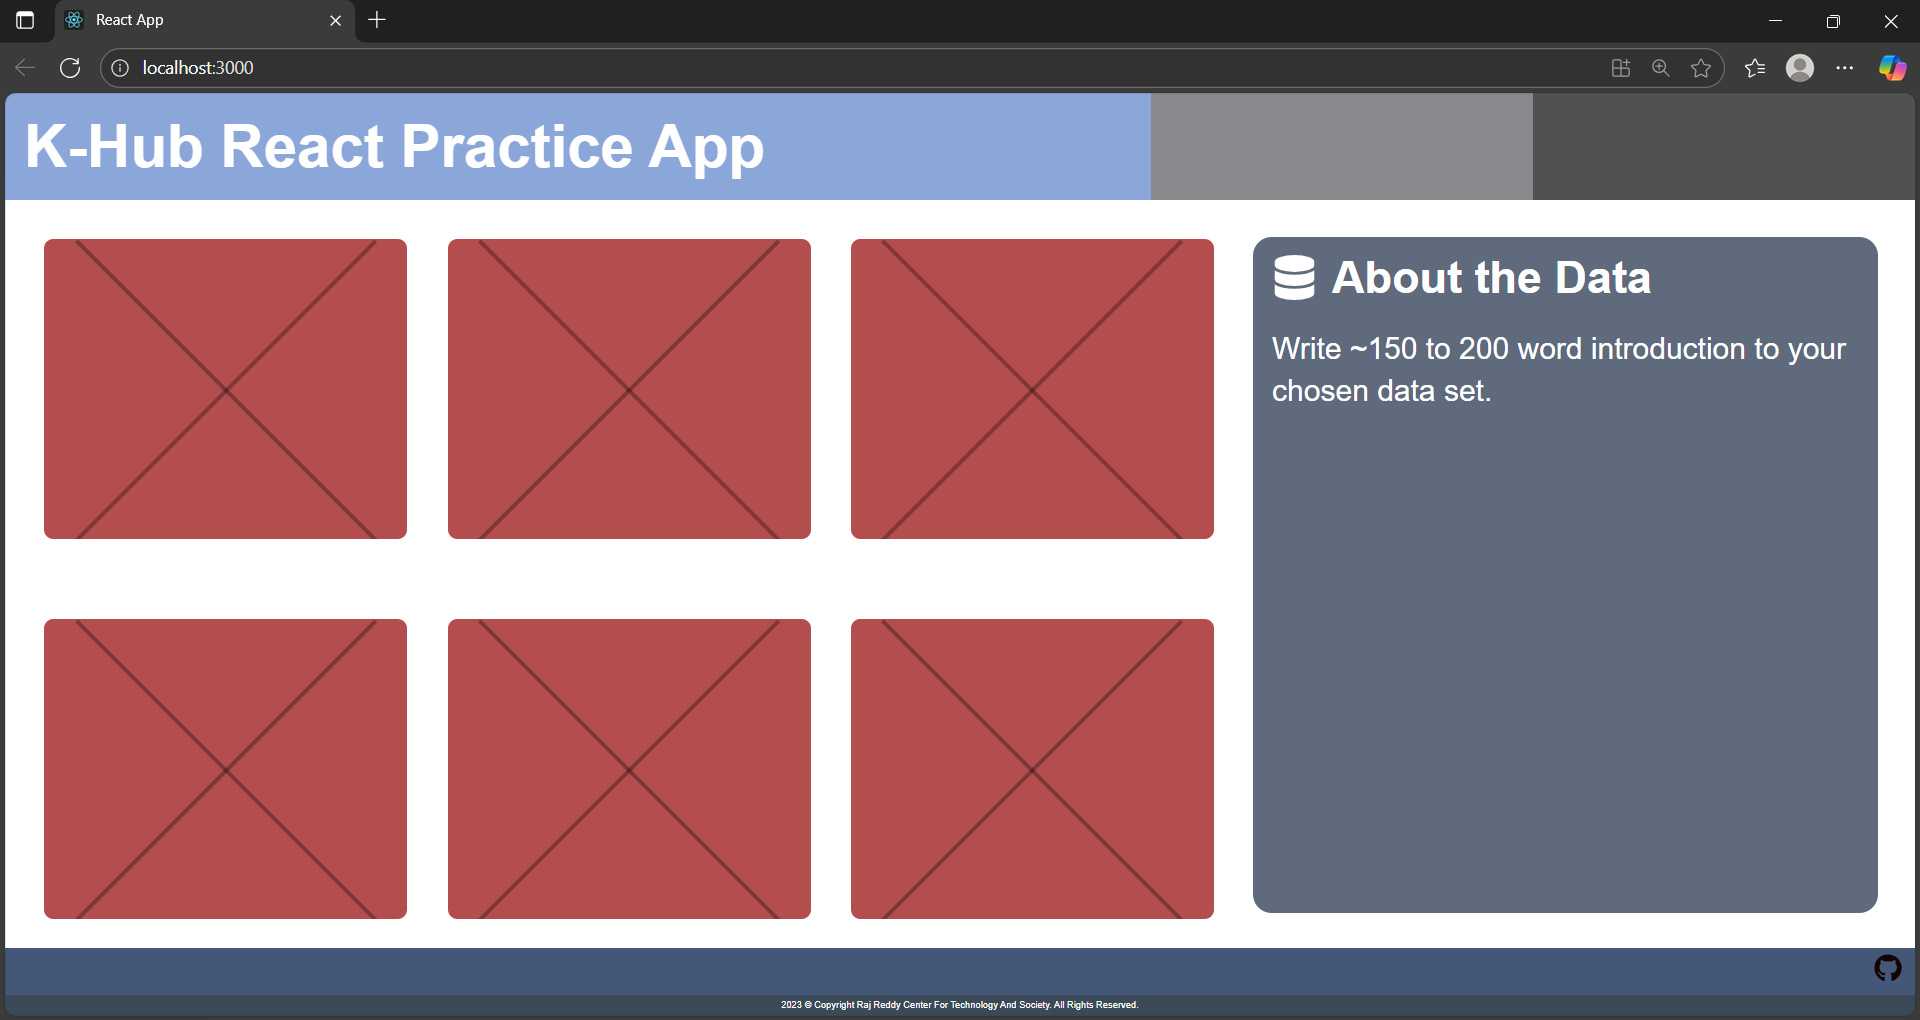 React App
localhost:3000
K-Hub React Practice App
About the Data
Write ~150 to 200 word introduction to your
chosen data set.
2023 © Copyright Raj Reddy Center For Technology And Society. All Rights Reserved.